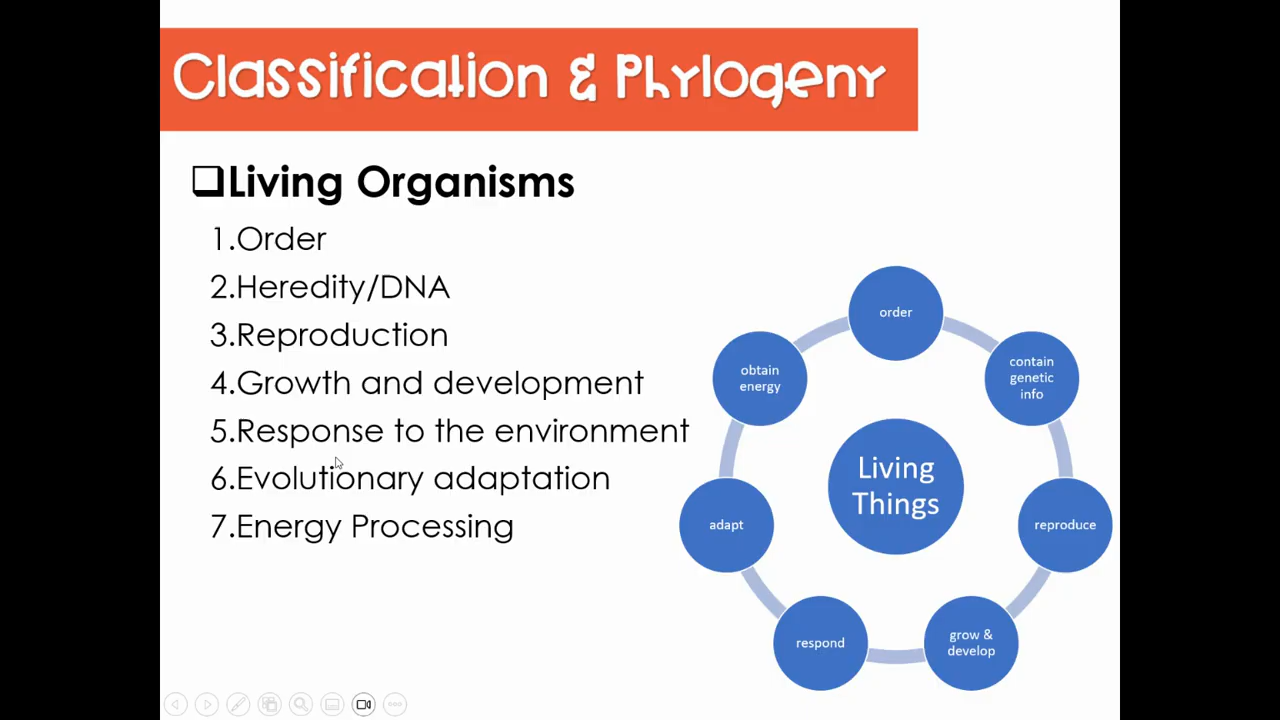 Classification & Phylogeny
Living Organisms
1.Order
2.Heredity/DNA
3.Reproduction
4.Growth and development
5.Response to the environment
6.Evolutionary adaptation
7.Energy Processing
order
contain
genetic
info
reproduce
grow &
develop
respond
adapt
obtain
energy
Living
Things